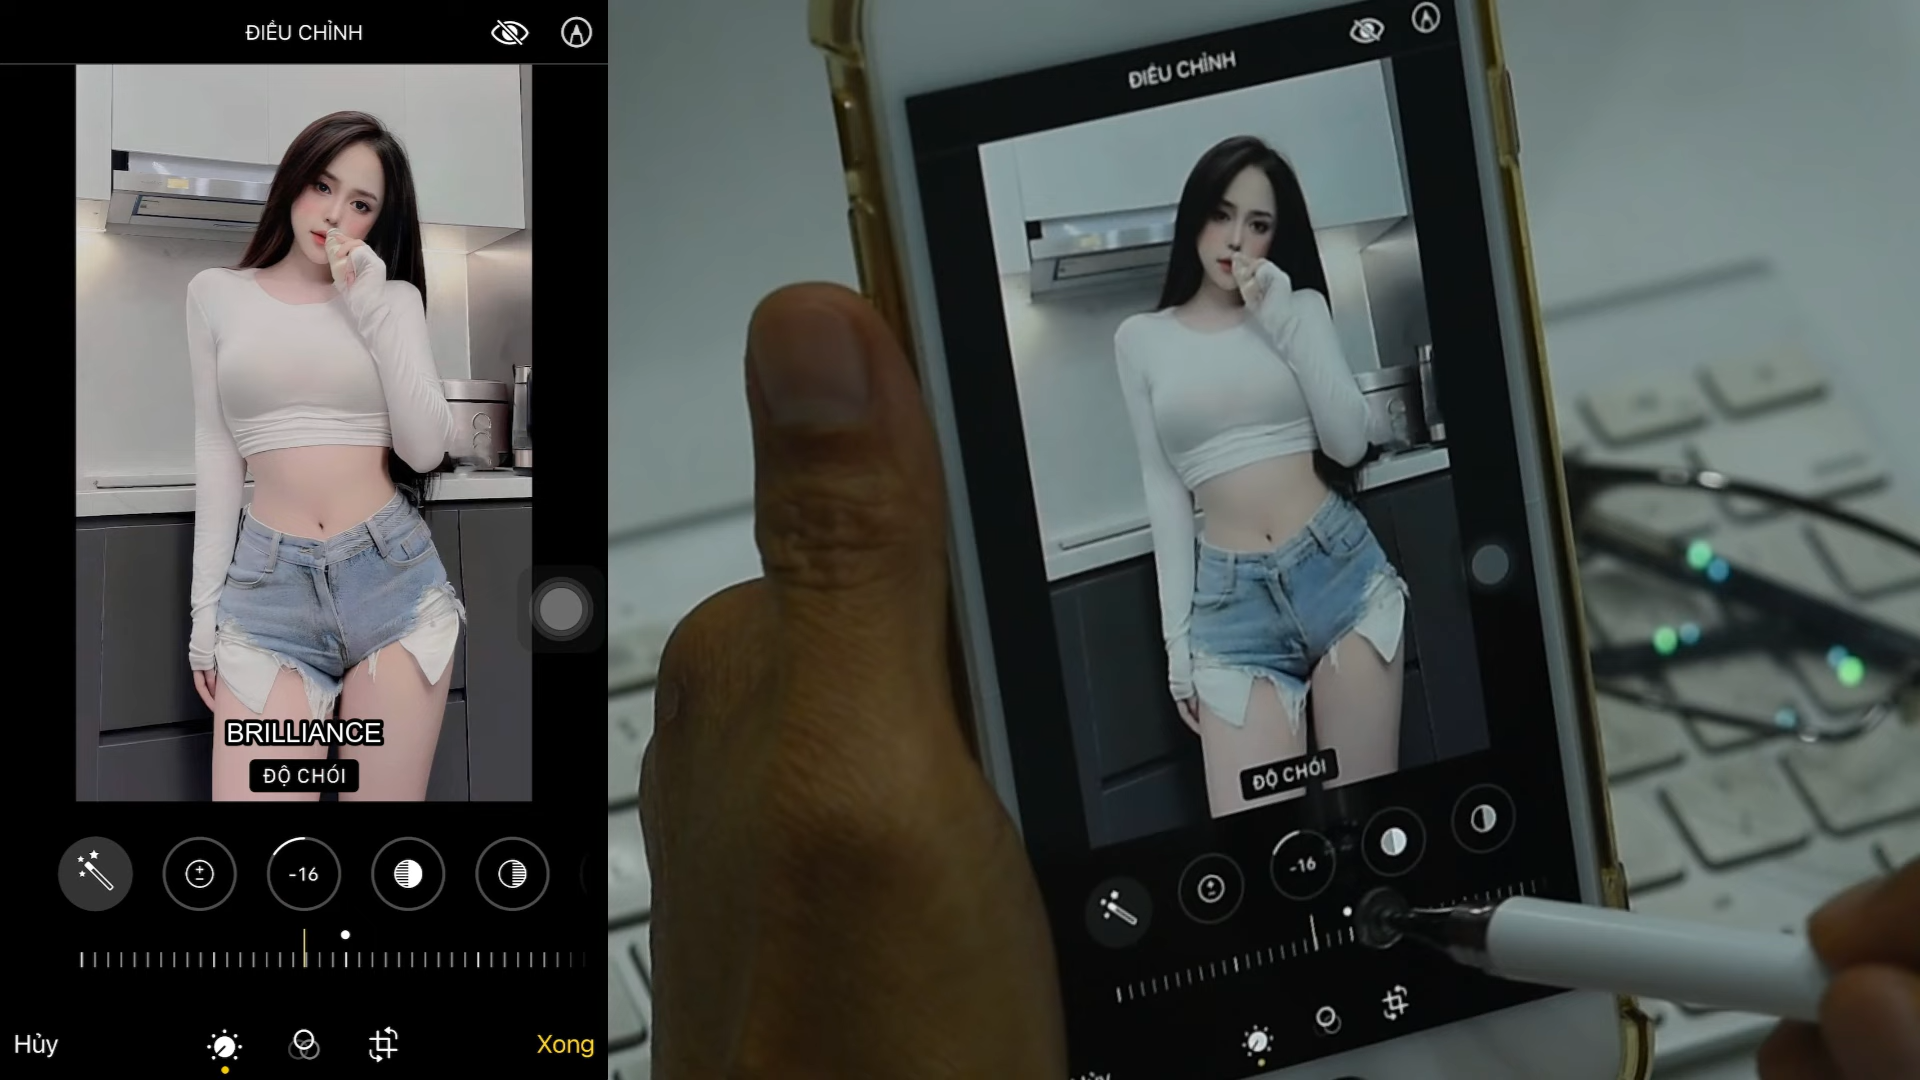 ĐIỀU CHỈNH
BRILLIANCE
ĐỘ CHÓI
-16
Hủy
Xong
ĐIỀU CHỈNH
ĐỘ CHÓI
-16